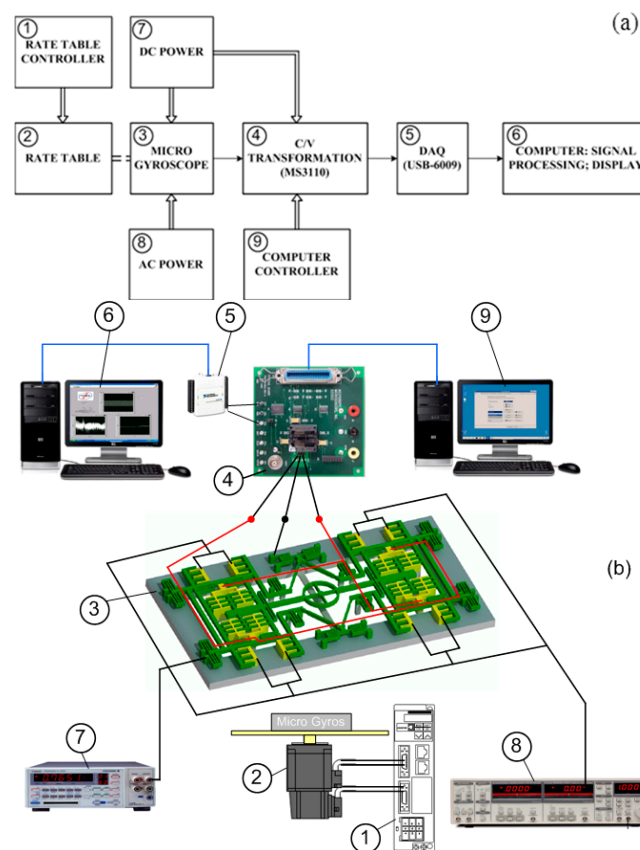 (a)
1
RATE TABLE
CONTROLLER
7
DC POWER
2
RATE TABLE
3
MICRO
GYROSCOPE
4
C/V
TRANSFORMATION
(MS3110)
5
DAQ
(USB-6009)
6
COMPUTER: SIGNAL
PROCESSING; DISPLAY
8
AC POWER
9
COMPUTER
CONTROLLER
6
5
9
4
3
(b)
Micro Gyros
7
2
8
1